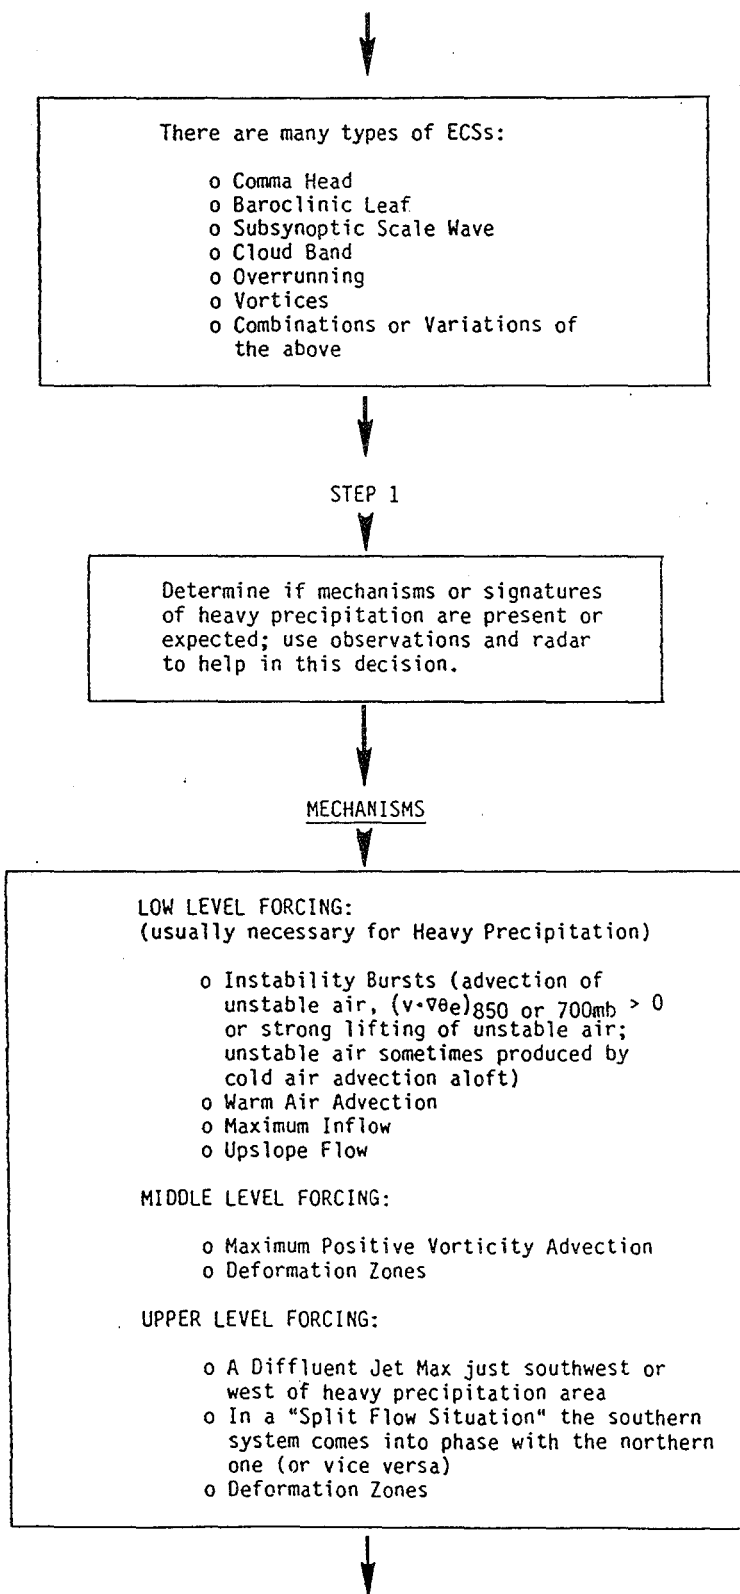 There are many types of ECSs:
o Comma Head
o Baroclinic Leaf
o Subsynoptic Scale Wave
o Cloud Band
o Overrunning
o Vortices
o Combinations or Variations of
the above
STEP 1
Determine if mechanisms or signatures
of heavy precipitation are present or
expected; use observations and radar
to help in this decision.
MECHANISMS
LOW LEVEL FORCING:
(usually necessary for Heavy Precipitation)
o Instability Bursts (advection of
unstable air, (v·∇θe)850 or 700mb > 0
or strong lifting of unstable air;
unstable air sometimes produced by
cold air advection aloft)
o Warm Air Advection
o Maximum Inflow
o Upslope Flow
MIDDLE LEVEL FORCING:
o Maximum Positive Vorticity Advection
o Deformation Zones
UPPER LEVEL FORCING:
o A Diffluent Jet Max just southwest or
west of heavy precipitation area
o In a "Split Flow Situation" the southern
system comes into phase with the northern
one (or vice versa)
o Deformation Zones